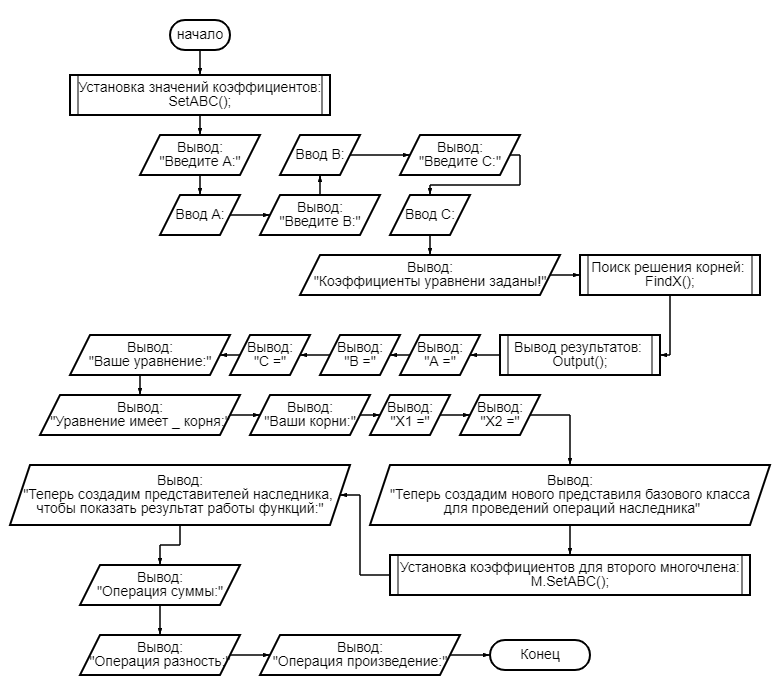 начало
Установка значений коэффициентов:
SetABC();
Вывод:
"Введите A:"
Ввод A:
Вывод:
"Введите B:"
Ввод B:
Вывод:
"Введите C:"
Ввод C:
Вывод:
"Коэффициенты уравнени заданы!"
Поиск решения корней:
FindX();
Вывод результатов:
Output();
Вывод:
"A ="
Вывод:
"B ="
Вывод:
"C ="
Вывод:
"Ваше уравнение:"
Вывод:
"Уравнение имеет _ корня:"
Вывод:
"Ваши корни:"
Вывод:
"X1 ="
Вывод:
"X2 ="
Вывод:
"Теперь создадим нового представиля базового класса
для проведений операций наследника"
Установка коэффициентов для второго многочлена:
M.SetABC();
Вывод:
"Теперь создадим представителей наследника,
чтобы показать результат работы функций:"
Вывод:
"Операция суммы:"
Вывод:
"Операция разность:"
Вывод:
"Операция произведение:"
Конец